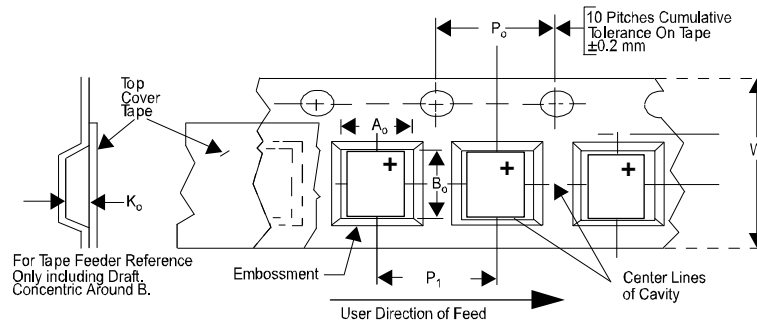 10 Pitches Cumulative
Tolerance On Tape
±0.2 mm
Po
Top
Cover
Tape
Ao
W
+
+
+
Bo
Ko
For Tape Feeder Reference
Only including Draft.
Concentric Around B.
Embossment
P1
Center Lines
of Cavity
User Direction of Feed